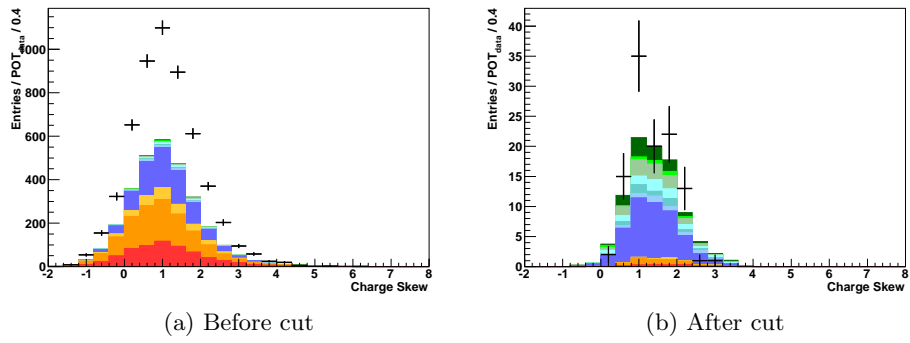 Entries / POTdata / 0.4
1000
800
600
400
200
0
-2 -1 0 1 2 3 4 5 6 7 8
Charge Skew
(a) Before cut
Entries / POTdata / 0.4
40
35
30
25
20
15
10
5
0
-2 -1 0 1 2 3 4 5 6 7 8
Charge Skew
(b) After cut